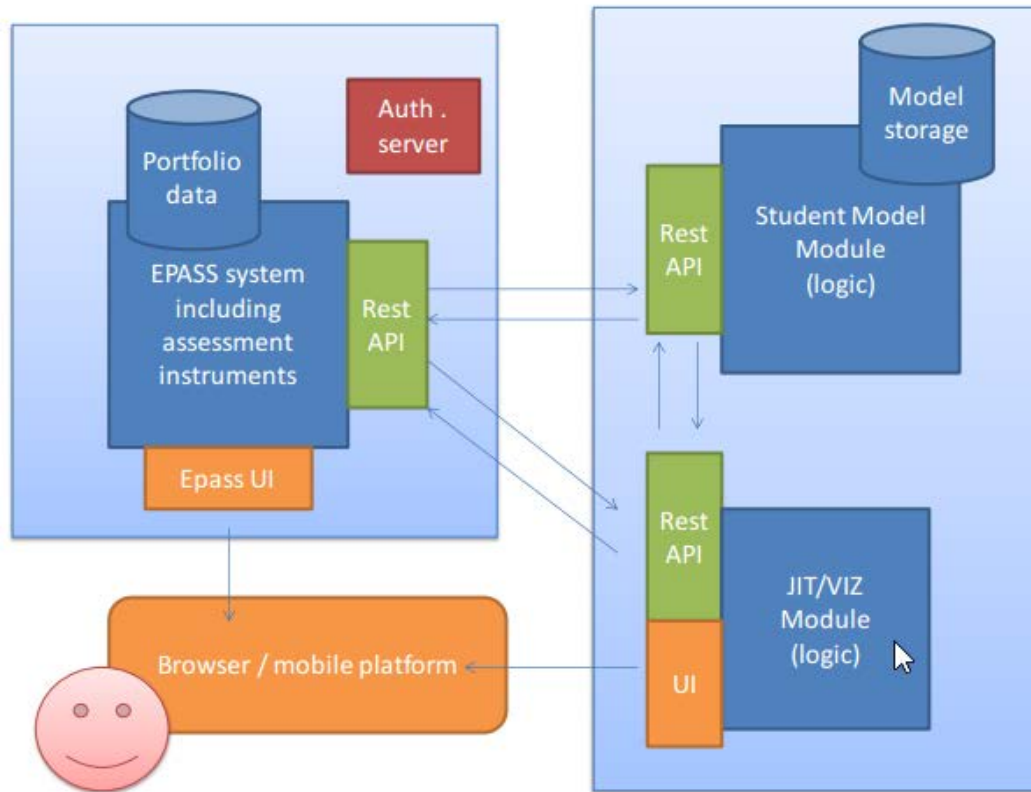 Auth .
server
Portfolio
data
EPASS system
including
assessment
instruments
Rest
API
Epass UI
Browser / mobile platform
Model
storage
Rest
API
Student Model
Module
(logic)
Rest
API
UI
JIT/VIZ
Module
(logic)